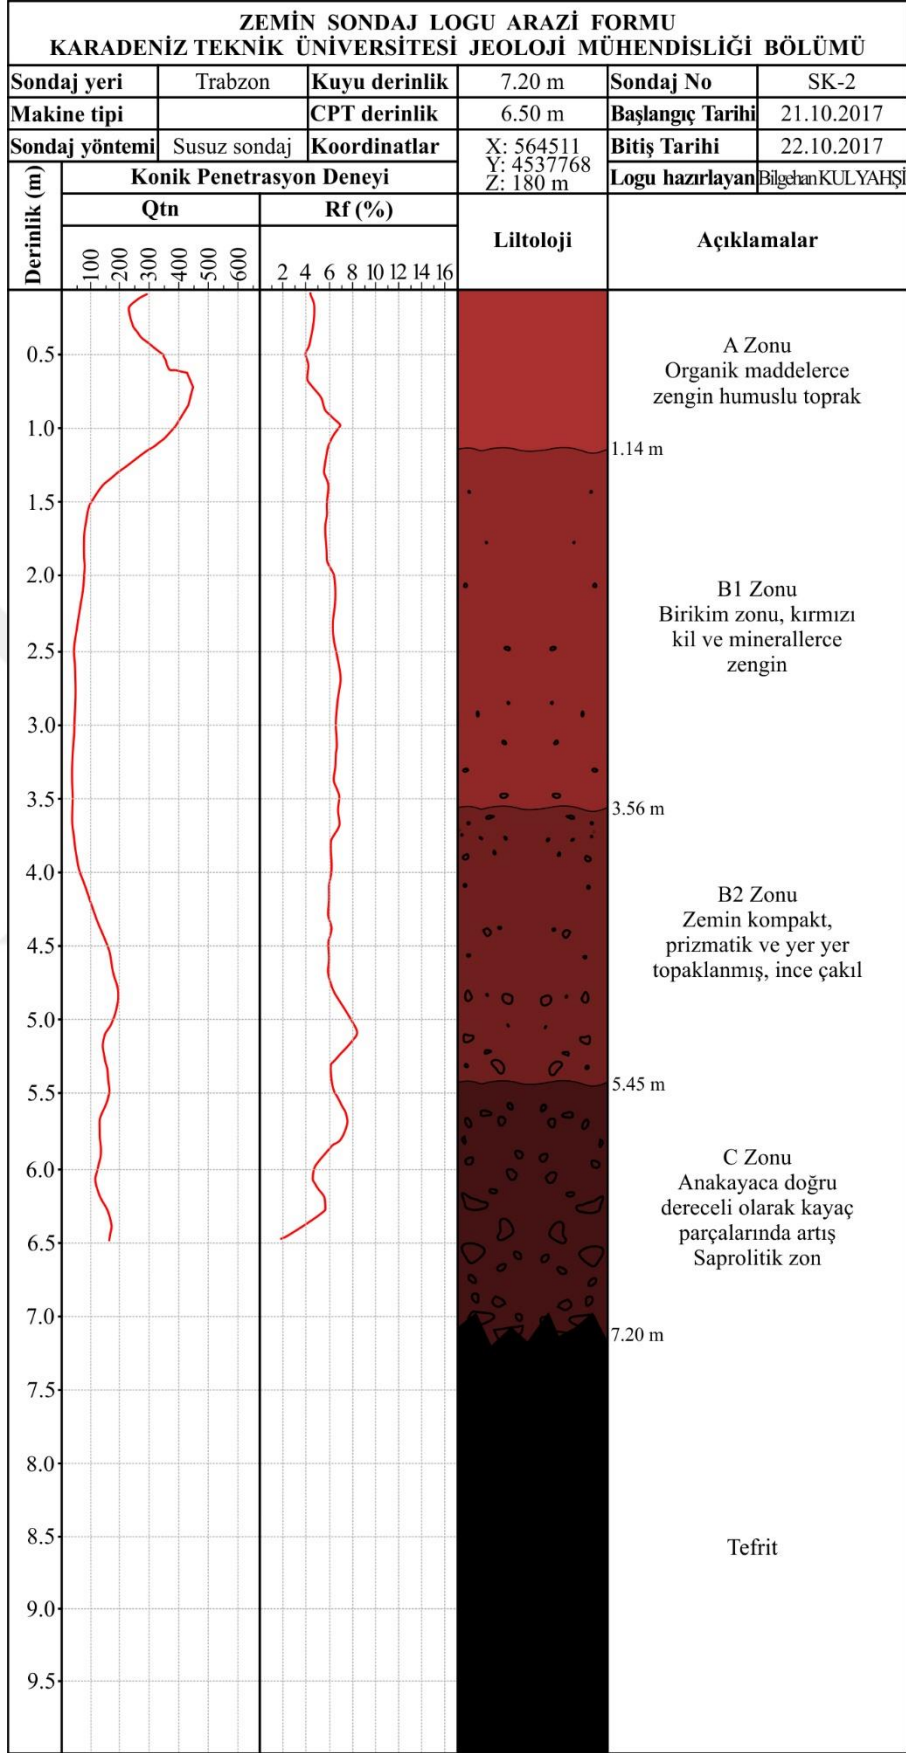 ZEMİN SONDAJ LOGU ARAZİ FORMU
KARADENİZ TEKNİK ÜNİVERSİTESİ JEOLOJİ MÜHENDİSLİĞİ BÖLÜMÜ
Sondaj yeri Trabzon Kuyu derinlik 7.20 m Sondaj No SK-2
Makine tipi CPT derinlik 6.50 m Başlangıç Tarihi 21.10.2017
Sondaj yöntemi Susuz sondaj Koordinatlar X: 564511 Bitiş Tarihi 22.10.2017
Y: 4537768
Konik Penetrasyon Deneyi Z: 180 m Logu hazırlayan Bilgehan KUL YAHŞİ
Derinlik (m)
Qtn Rf (%)
Liltoloji Açıklamalar
100 200 300 400 500 600 2 4 6 8 10 12 14 16
A Zonu
0.5
Organik maddelerce
zengin humuslu toprak
1.0
1.14 m
1.5
2.0
B1 Zonu
Birikim zonu, kırmızı
kil ve minerallerce
2.5
zengin
3.0
3.5
3.56 m
4.0
B2 Zonu
Zemin kompakt,
4.5
prizmatik ve yer yer
topaklanmış, ince çakıl
5.0
5.45 m
5.5
C Zonu
6.0
Anakayaca doğru
dereceli olarak kayaç
parçalarında artış
6.5
Saprolitik zon
7.0
7.20 m
7.5
8.0
8.5
Tefrit
9.0
9.5